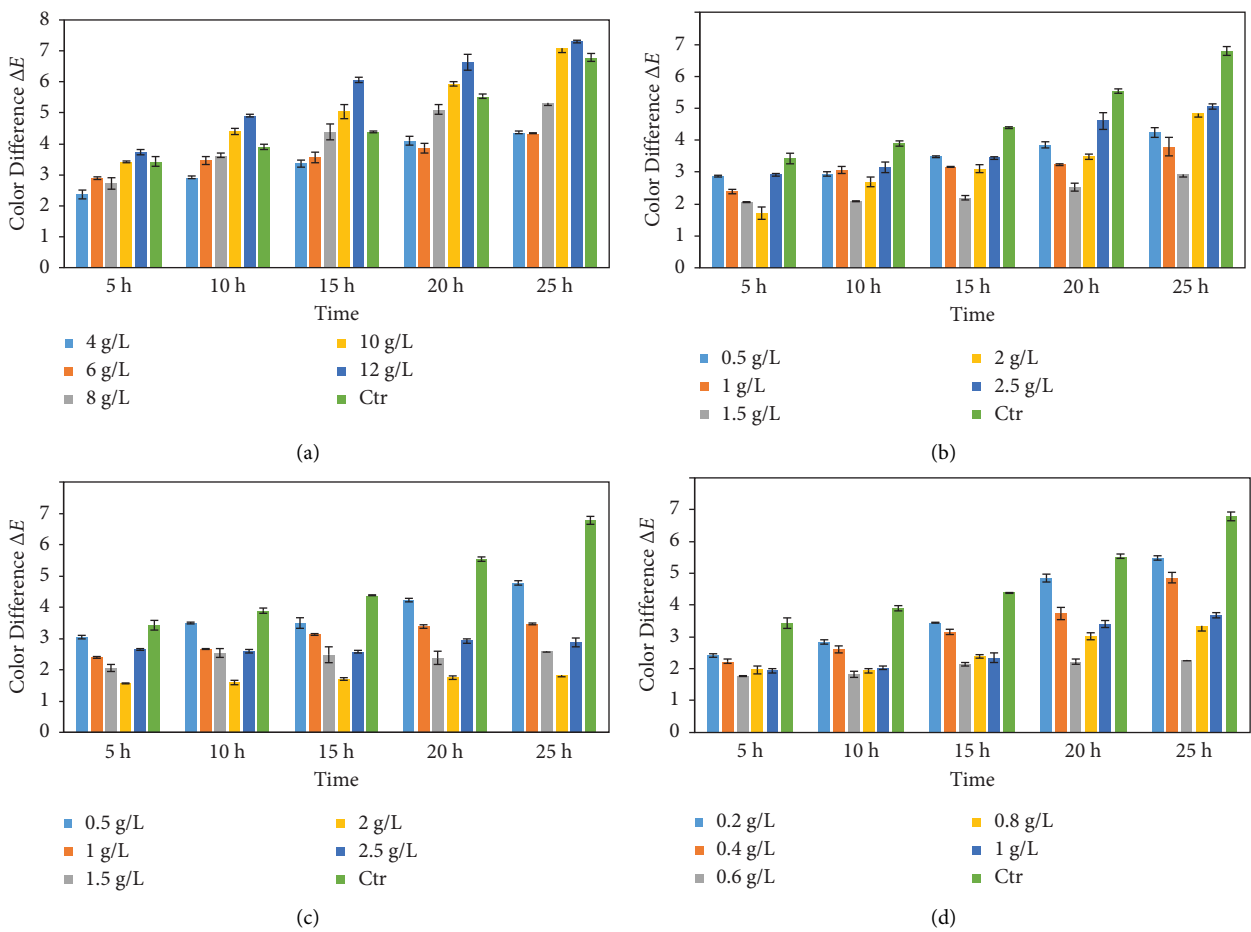 8
7
6
5
4
3
2
1
0
Color Difference ΔE
5 h 10 h 15 h 20 h 25 h
Time
4 g/L 10 g/L
6 g/L 12 g/L
8 g/L Ctr
(a)
7
6
5
4
3
2
1
0
Color Difference ΔE
5 h 10 h 15 h 20 h 25 h
Time
0.5 g/L 2 g/L
1 g/L 2.5 g/L
1.5 g/L Ctr
(b)
7
6
5
4
3
2
1
0
Color Difference ΔE
5 h 10 h 15 h 20 h 25 h
Time
0.5 g/L 2 g/L
1 g/L 2.5 g/L
1.5 g/L Ctr
(c)
7
6
5
4
3
2
1
0
Color Difference ΔE
5 h 10 h 15 h 20 h 25 h
Time
0.2 g/L 0.8 g/L
0.4 g/L 1 g/L
0.6 g/L Ctr
(d)